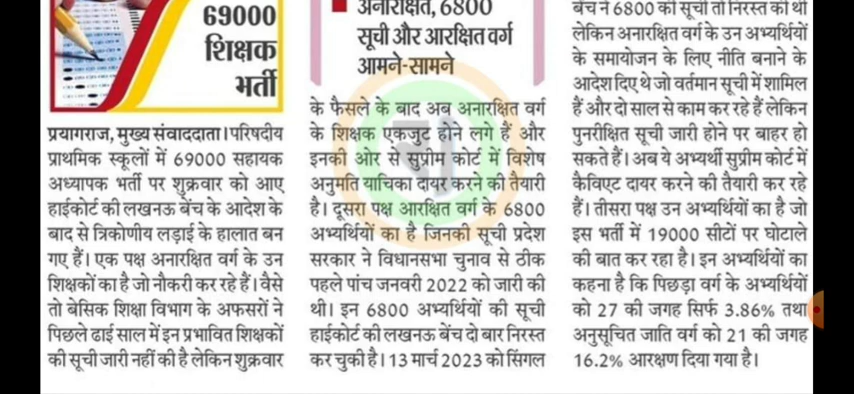 69000
शिक्षक
भर्ती
अनारक्षित, 6800
सूची और आरक्षित वर्ग
आमने-सामने
प्रयागराज, मुख्य संवाददाता। परिषदीय
प्राथमिक स्कूलों में 69000 सहायक
अध्यापक भर्ती पर शुक्रवार को आए
हाईकोर्ट की लखनऊ बेंच के आदेश के
बाद से त्रिकोणीय लड़ाई के हालात बन
गए हैं। एक पक्ष अनारक्षित वर्ग के उन
शिक्षकों का है जो नौकरी कर रहे हैं। वैसे
तो बेसिक शिक्षा विभाग के अफसरों ने
पिछले ढाई साल में इन प्रभावित शिक्षकों
की सूची जारी नहीं की है लेकिन शुक्रवार
के फैसले के बाद अब अनारक्षित वर्ग
के शिक्षक एकजुट होने लगे हैं और
इनकी ओर से सुप्रीम कोर्ट में विशेष
अनुमति याचिका दायर करने की तैयारी
है। दूसरा पक्ष आरक्षित वर्ग के 6800
अभ्यर्थियों का है जिनकी सूची प्रदेश
सरकार ने विधानसभा चुनाव से ठीक
पहले पांच जनवरी 2022 को जारी की
थी। इन 6800 अभ्यर्थियों की सूची
हाईकोर्ट की लखनऊ बेंच दो बार निरस्त
कर चुकी है। 13 मार्च 2023 को सिंगल
बेंच ने 6800 की सूची तो निरस्त की थी
लेकिन अनारक्षित वर्ग के उन अभ्यर्थियों
के समायोजन के लिए नीति बनाने के
आदेश दिए थे जो वर्तमान सूची में शामिल
हैं और दो साल से काम कर रहे हैं लेकिन
पुनरीक्षित सूची जारी होने पर बाहर हो
सकते हैं। अब ये अभ्यर्थी सुप्रीम कोर्ट में
कैविएट दायर करने की तैयारी कर रहे
हैं। तीसरा पक्ष उन अभ्यर्थियों का है जो
इस भर्ती में 19000 सीटों पर घोटाले
की बात कर रहा है। इन अभ्यर्थियों का
कहना है कि पिछड़ा वर्ग के अभ्यर्थियों
को 27 की जगह सिर्फ 3.86% तथा
अनुसूचित जाति वर्ग को 21 की जगह
16.2% आरक्षण दिया गया है।